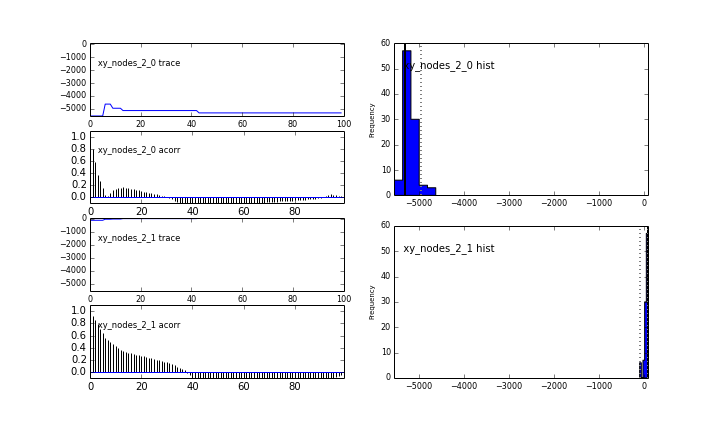 0
−1000
−2000
−3000
−4000
−5000
xy_nodes_2_0 trace
0 20 40 60 80 100
1.0
0.8
0.6
0.4
0.2
0.0
xy_nodes_2_0 acorr
0 20 40 60 80
0
−1000
−2000
−3000
−4000
−5000
xy_nodes_2_1 trace
0 20 40 60 80 100
1.0
0.8
0.6
0.4
0.2
0.0
xy_nodes_2_1 acorr
0 20 40 60 80
60
50
40
30
20
10
0
Frequency
xy_nodes_2_0 hist
−5000 −4000 −3000 −2000 −1000 0
60
50
40
30
20
10
0
Frequency
xy_nodes_2_1 hist
−5000 −4000 −3000 −2000 −1000 0